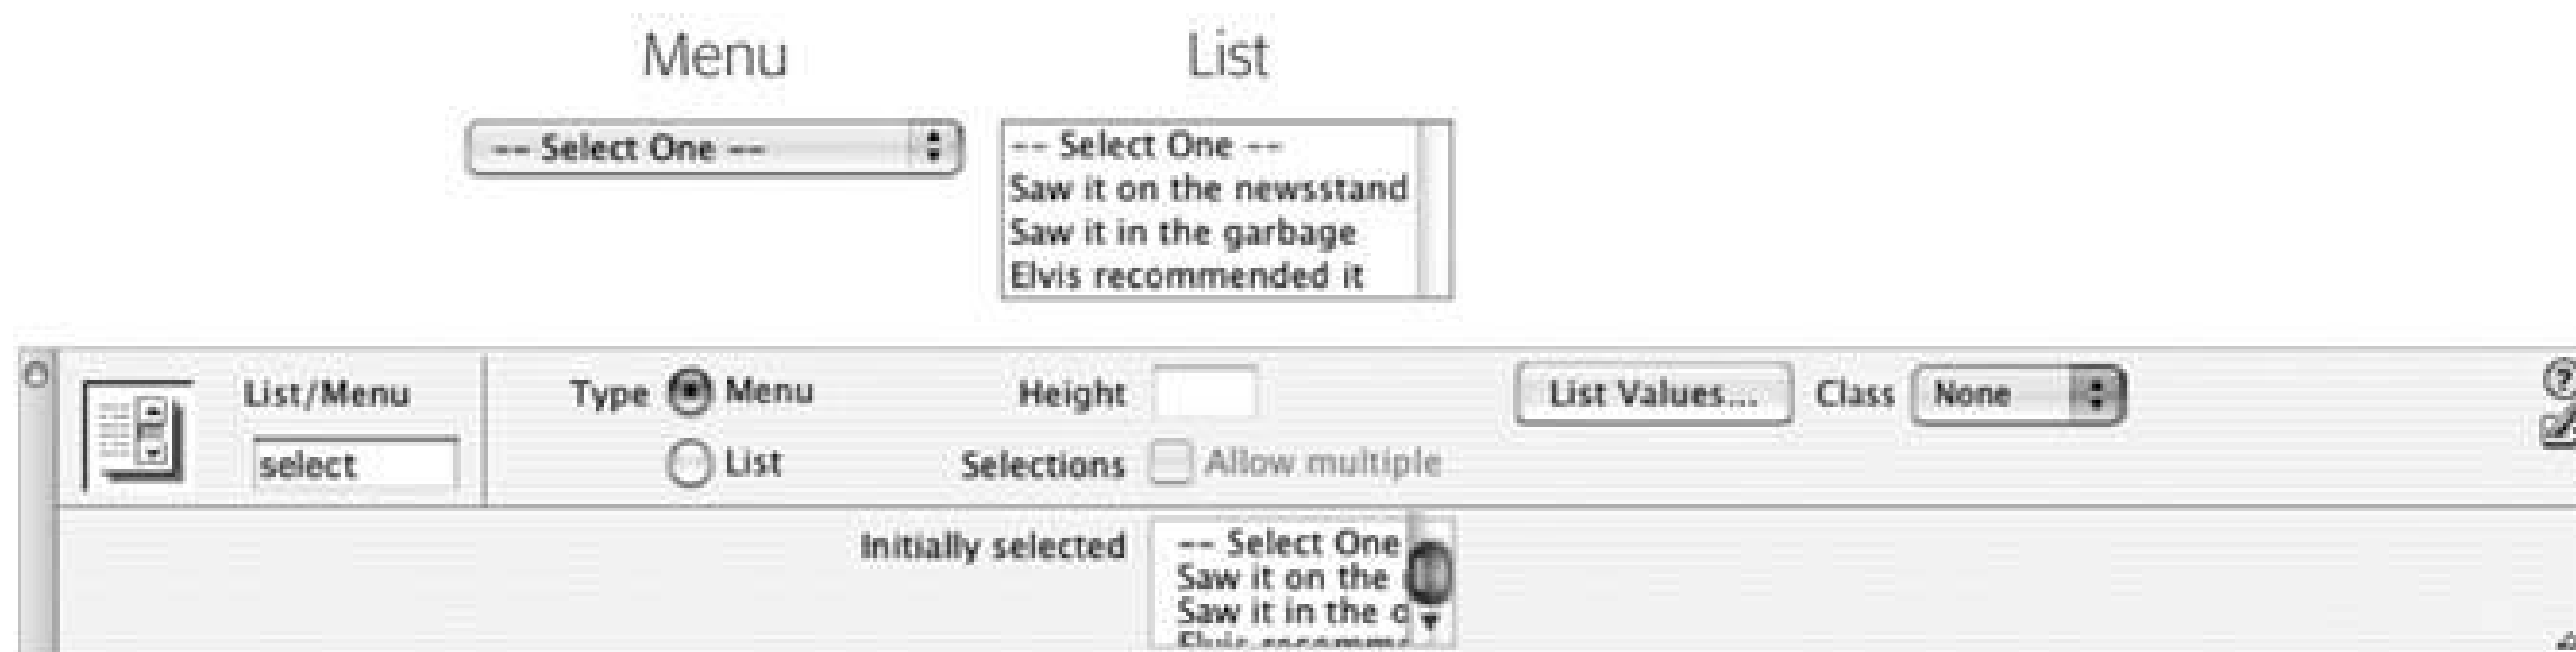 Menu List
-- Select One --
-- Select One --
Saw it on the newsstand
Saw it in the garbage
Elvis recommended it
List/Menu Type Menu Height List Values... Class None ?
select List Selections Allow multiple
Initially selected -- Select One
Saw it on the
Saw it in the
Elvis recomm